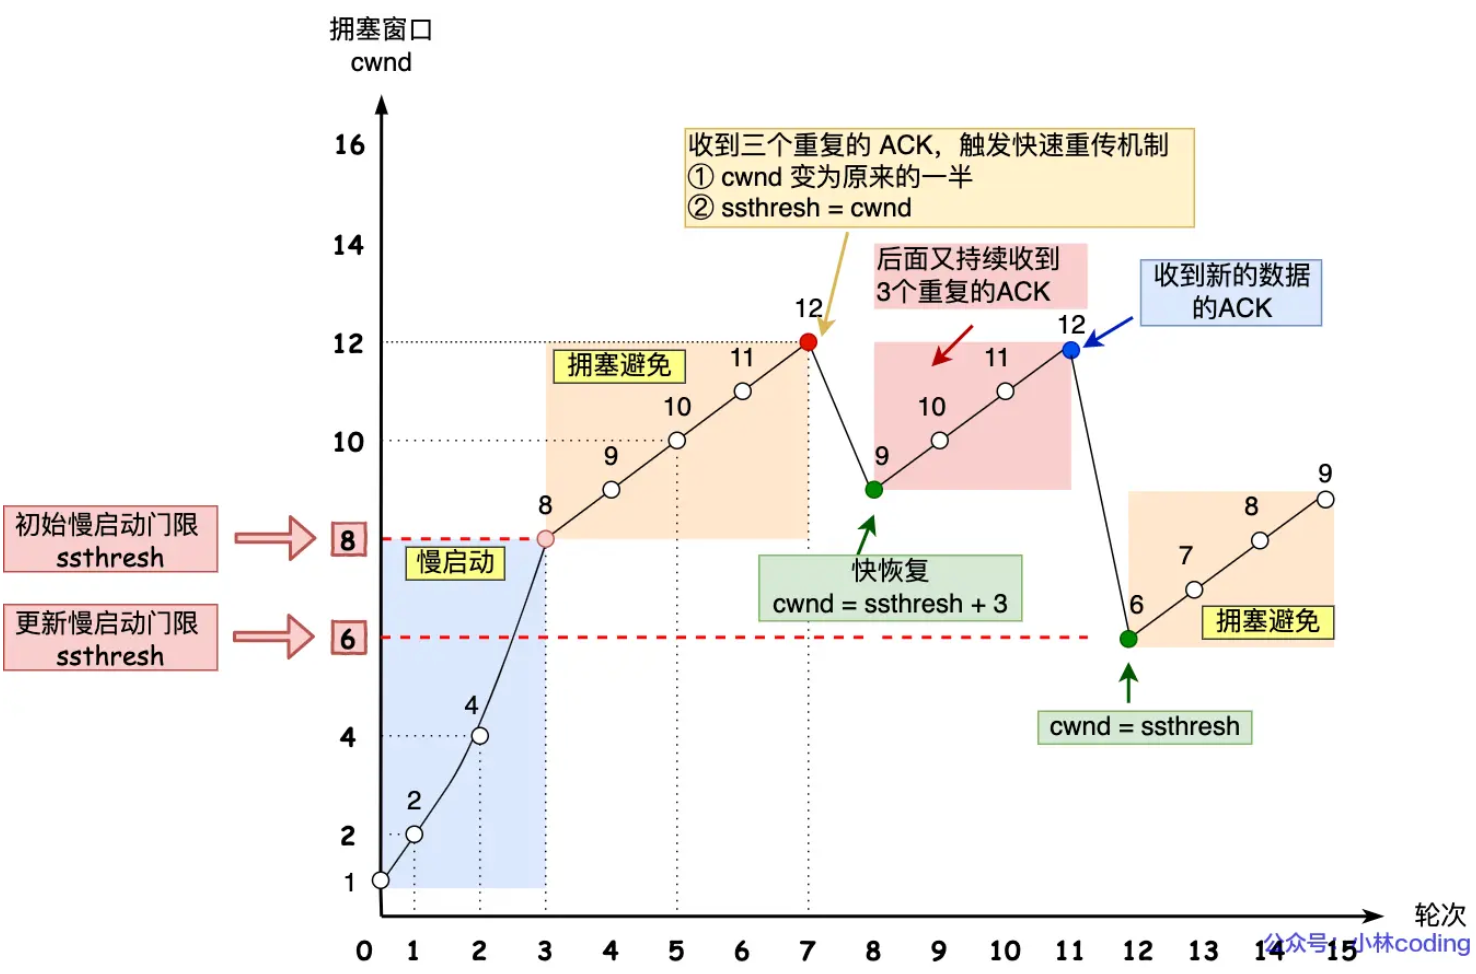 拥塞窗口
cwnd
16
14
12
10
8
6
4
2
1
收到三个重复的 ACK，触发快速重传机制
① cwnd 变为原来的一半
② ssthresh = cwnd
后面又持续收到
3个重复的ACK
收到新的数据
的ACK
12
12
拥塞避免
11
11
10
10
9
9
9
8
8
初始慢启动门限
ssthresh
慢启动
快恢复
cwnd = ssthresh + 3
7
6
更新慢启动门限
ssthresh
拥塞避免
4
cwnd = ssthresh
2
轮次
0 1 2 3 4 5 6 7 8 9 10 11 12 13 14 15
公众号：小林coding